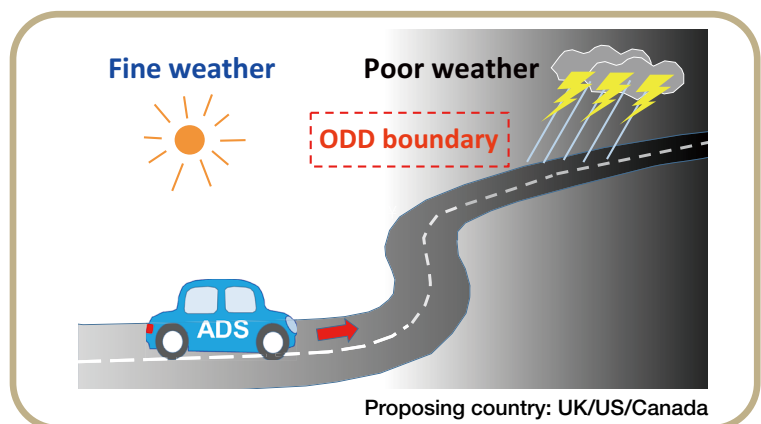 Fine weather
Poor weather
ODD boundary
ADS
Proposing country: UK/US/Canada